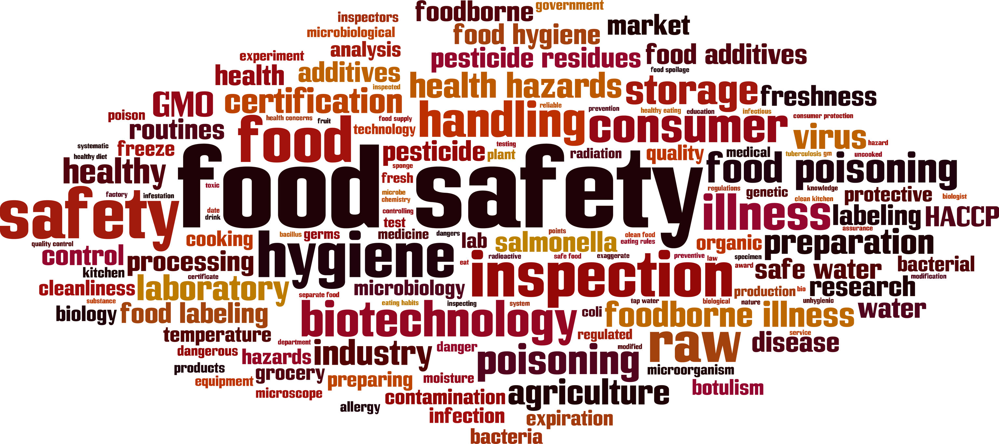 foodborne government
inspectors
market
food hygiene
microbiological
analysis
experiment
pesticide residues food additives
food spoilage
health additives
inspected
health hazards storage freshness
GMO certification
reliable prevention healthy eating education infectious
poison
health concerns fruit food supply
handling consumer consumer protection
routines food technology
virus hazard
systematic freeze
pesticide plant testing radiation quality medical tuberculosis gm uncooked
healthy diet
healthy
sponge
food safety
food poisoning
fresh
toxic
factory infestation
microbe
chemistry
regulations genetic knowledge protective biologist
clean kitchen
safety
date
drink
controlling
test
illness labeling HACCP
assurance
cooking bacillus germs medicine dangers lab salmonella points clean food
eating rules
organic preparation
quality control
control processing hygiene
eat radioactive safe food exaggerate preventive law specimen
inspection award safe water bacterial
modification
kitchen
certificate
cleanliness laboratory
microbiology
production bio research
substance
separate food
eating habits inspecting system
tap water biological nature unhygienic
biology food labeling
biotechnology coli foodborne illness water
temperature
regulated
service
department
raw disease
dangerous hazards industry danger
modified
poisoning
products
grocery
microorganism
equipment
preparing moisture
botulism
microscope
contamination agriculture
allergy
infection expiration
bacteria